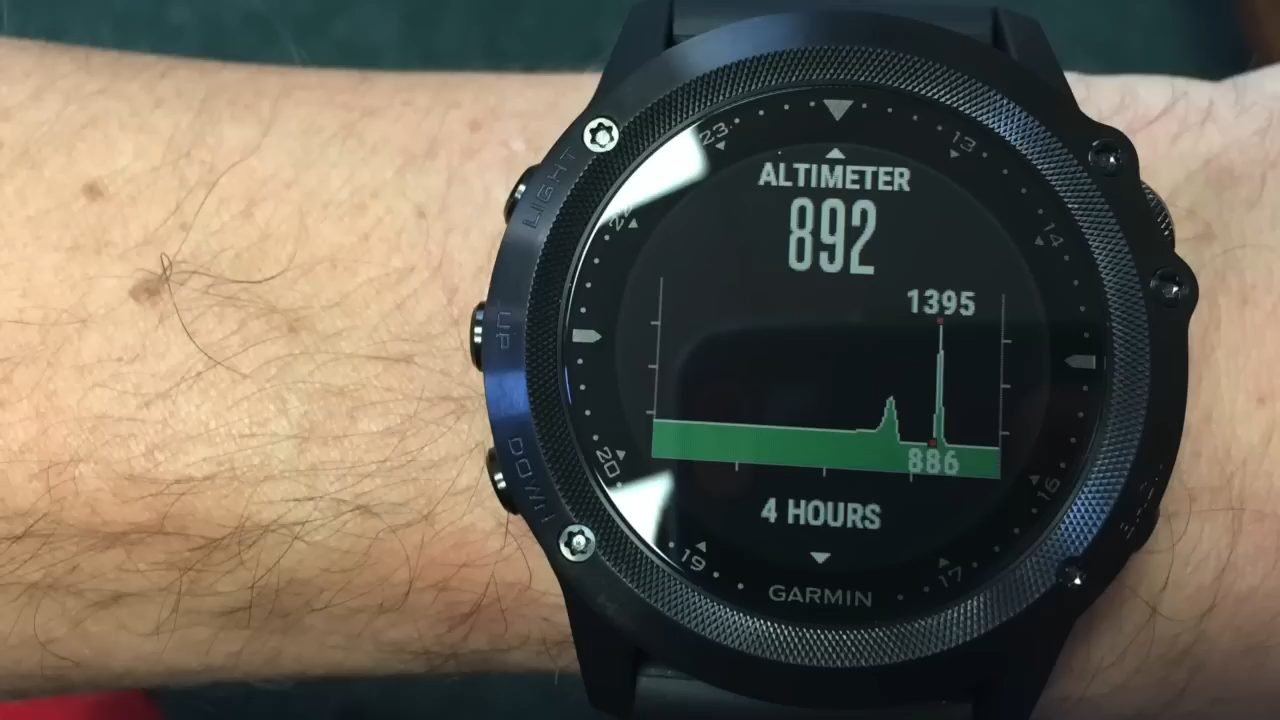 LIGHT
23
13
ALTIMETER
892
14
1395
UP
886
DOWN
20
16
4 HOURS
19
17
GARMIN